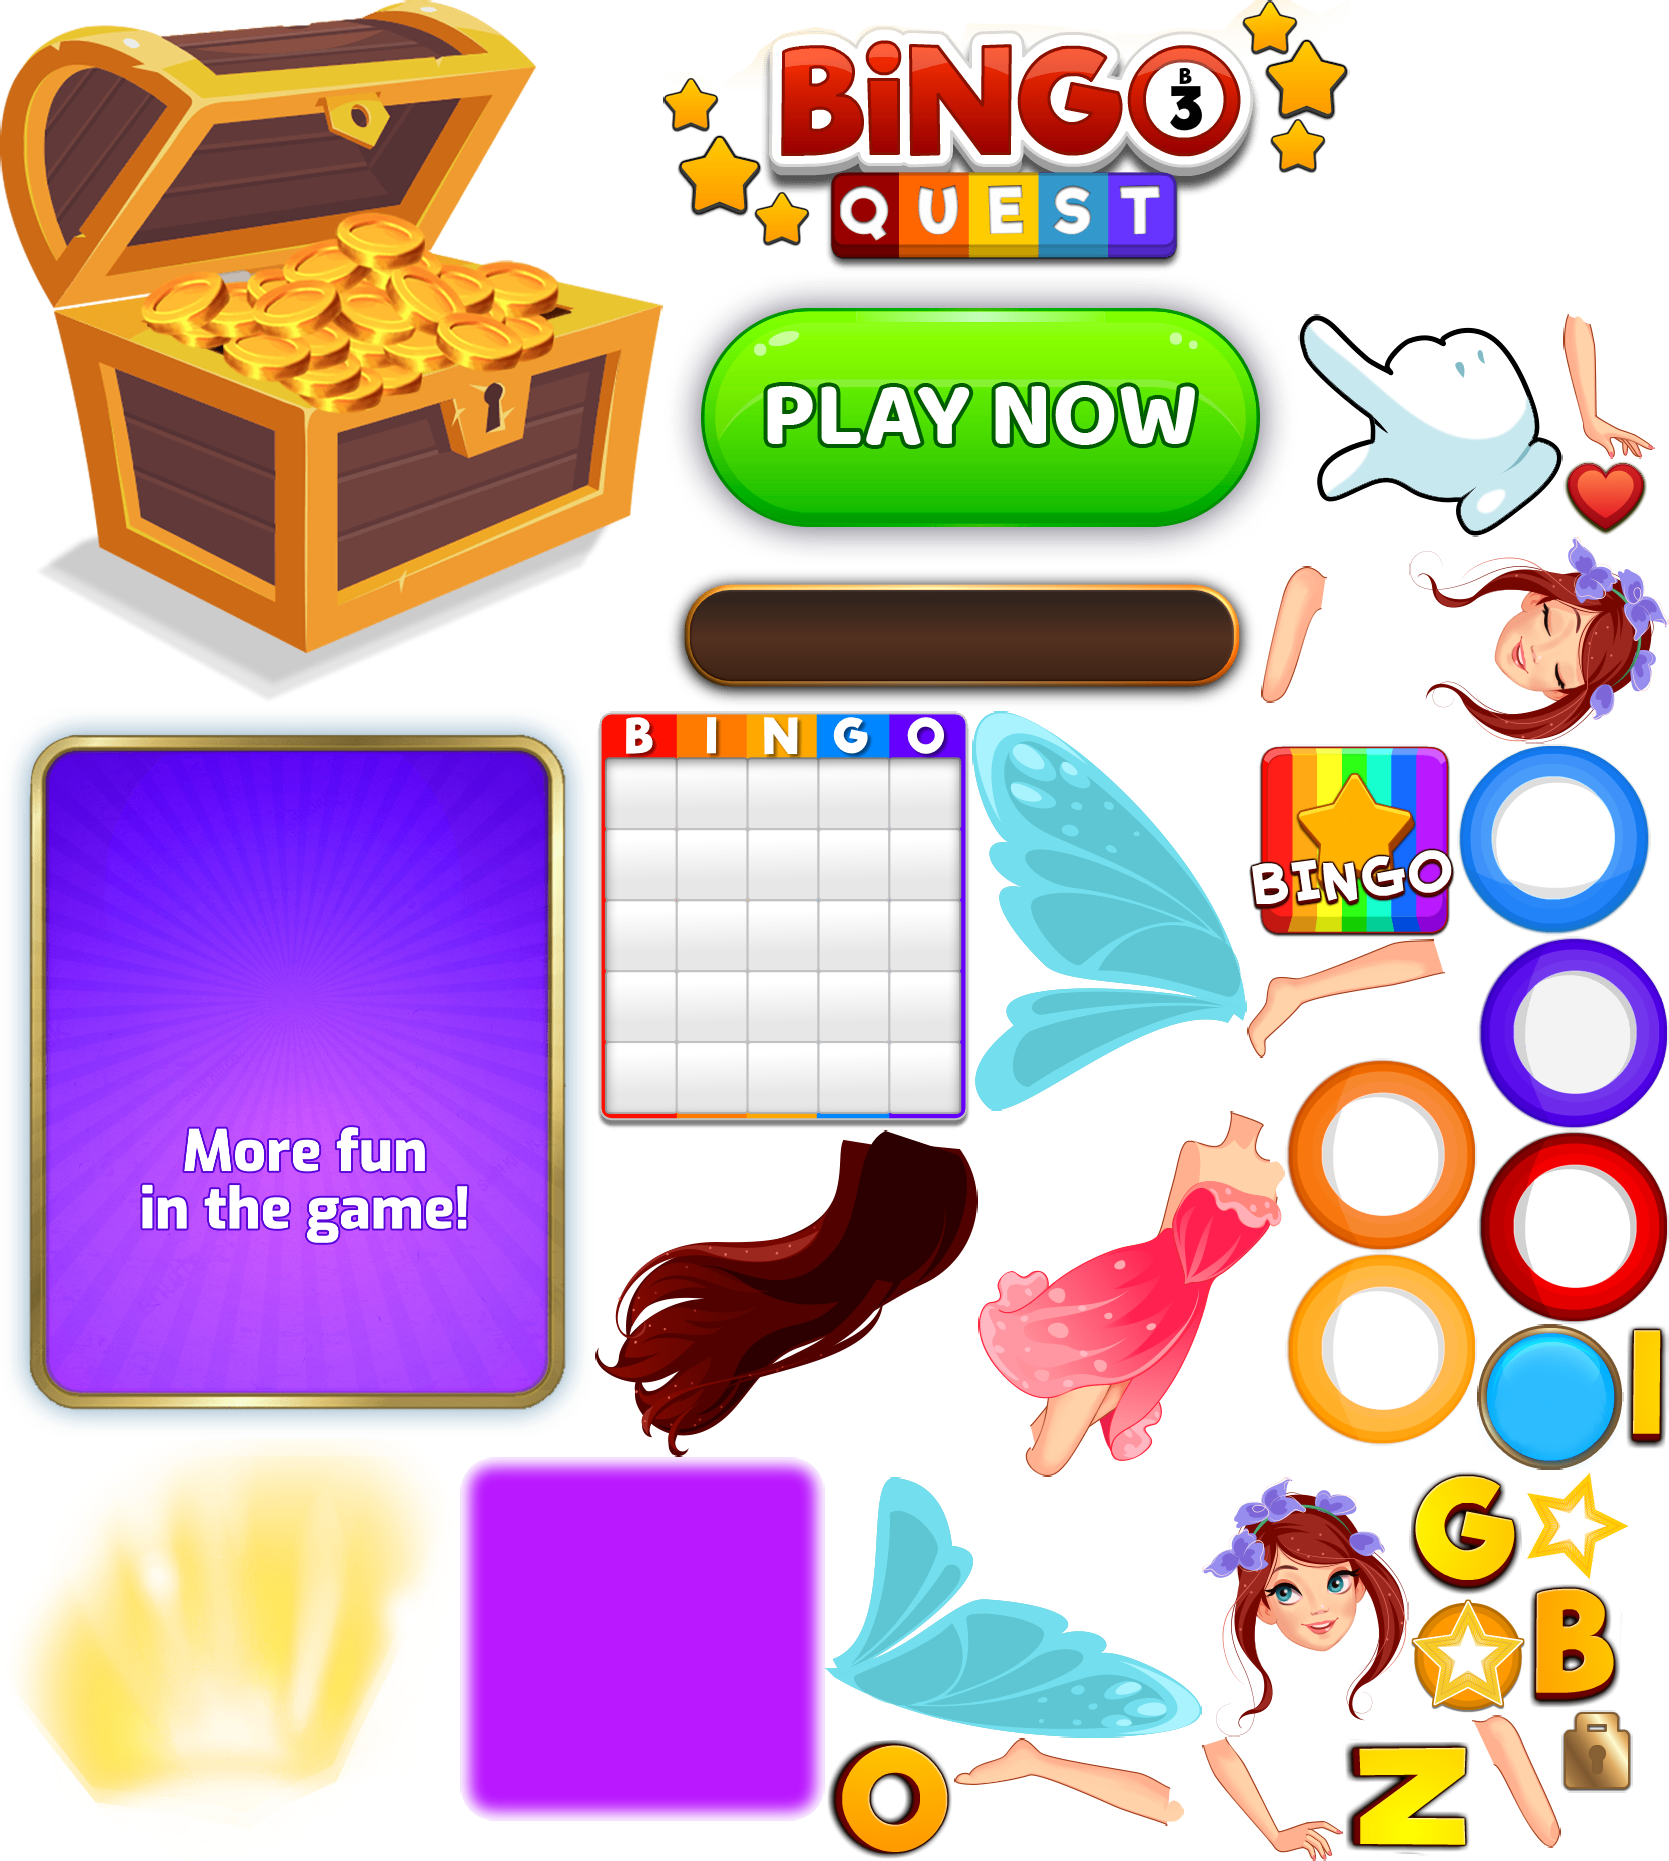 BiNGO
B
3
QUEST
PLAY NOW
B I N G O
BINGO
More fun
in the game!
I
G
B
O
Z